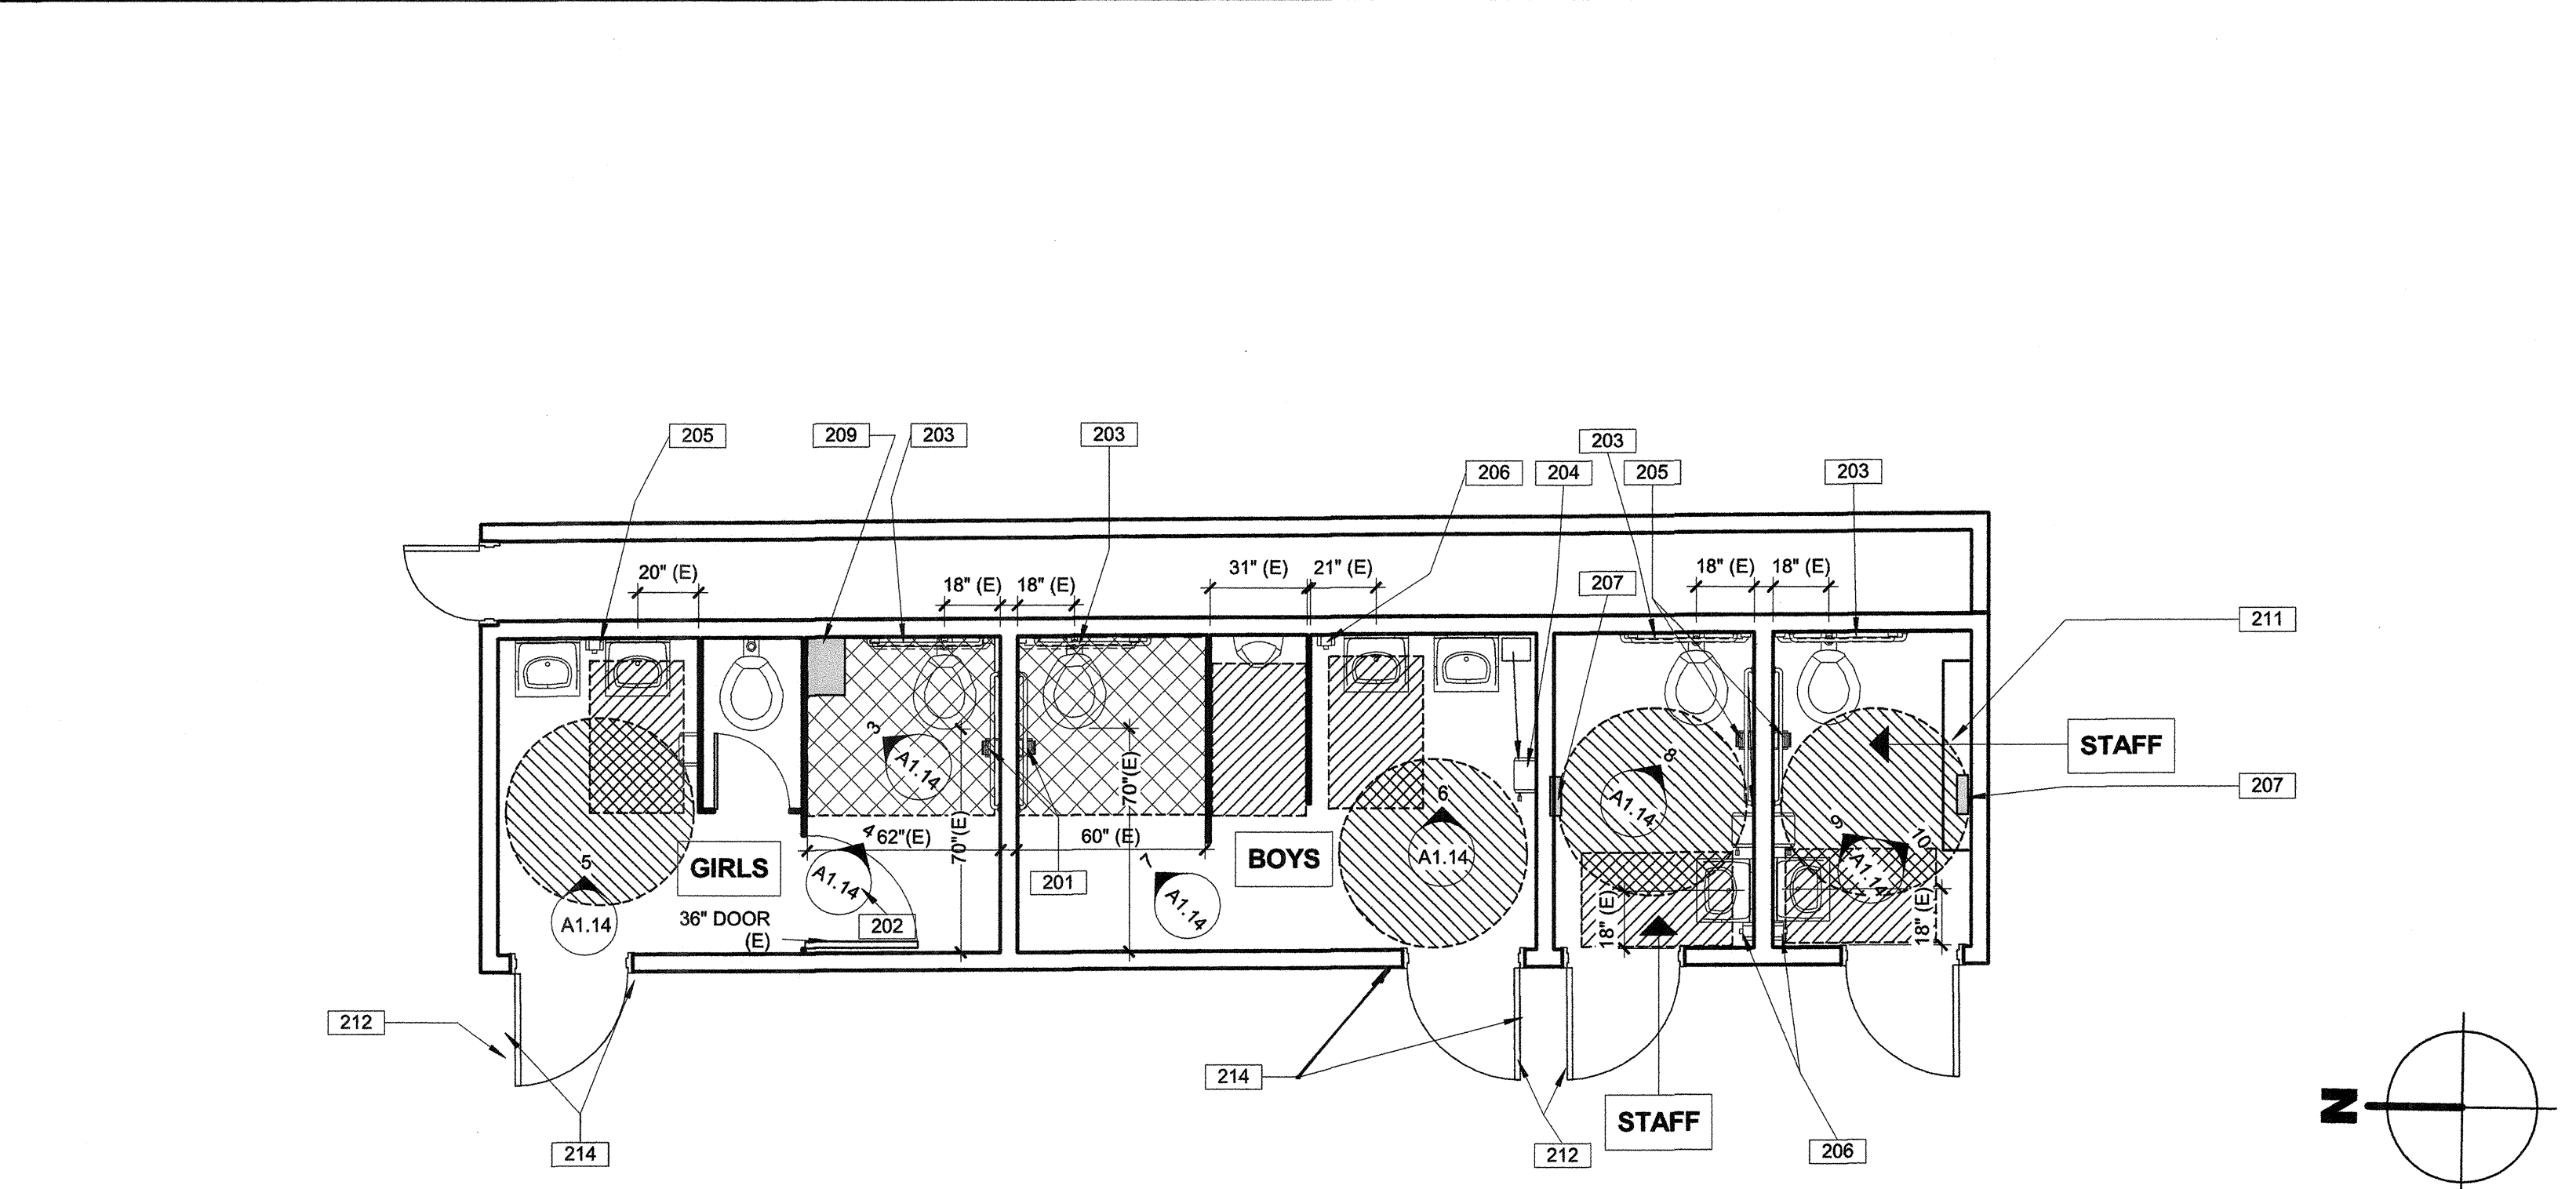 205
209
203
203
203
206
204
205
203
20" (E)
18" (E)
18" (E)
31" (E)
21" (E)
207
18" (E)
18" (E)
211
STAFF
207
3
A1.14
8
A1.14
70"(E)
70"(E)
4
62"(E)
60" (E)
6
A1.14
9
10
A1.14
5
GIRLS
A1.14
201
7
BOYS
A1.14
A1.14
202
36" DOOR
(E)
18" (E)
18" (E)
212
214
214
STAFF
212
206
N